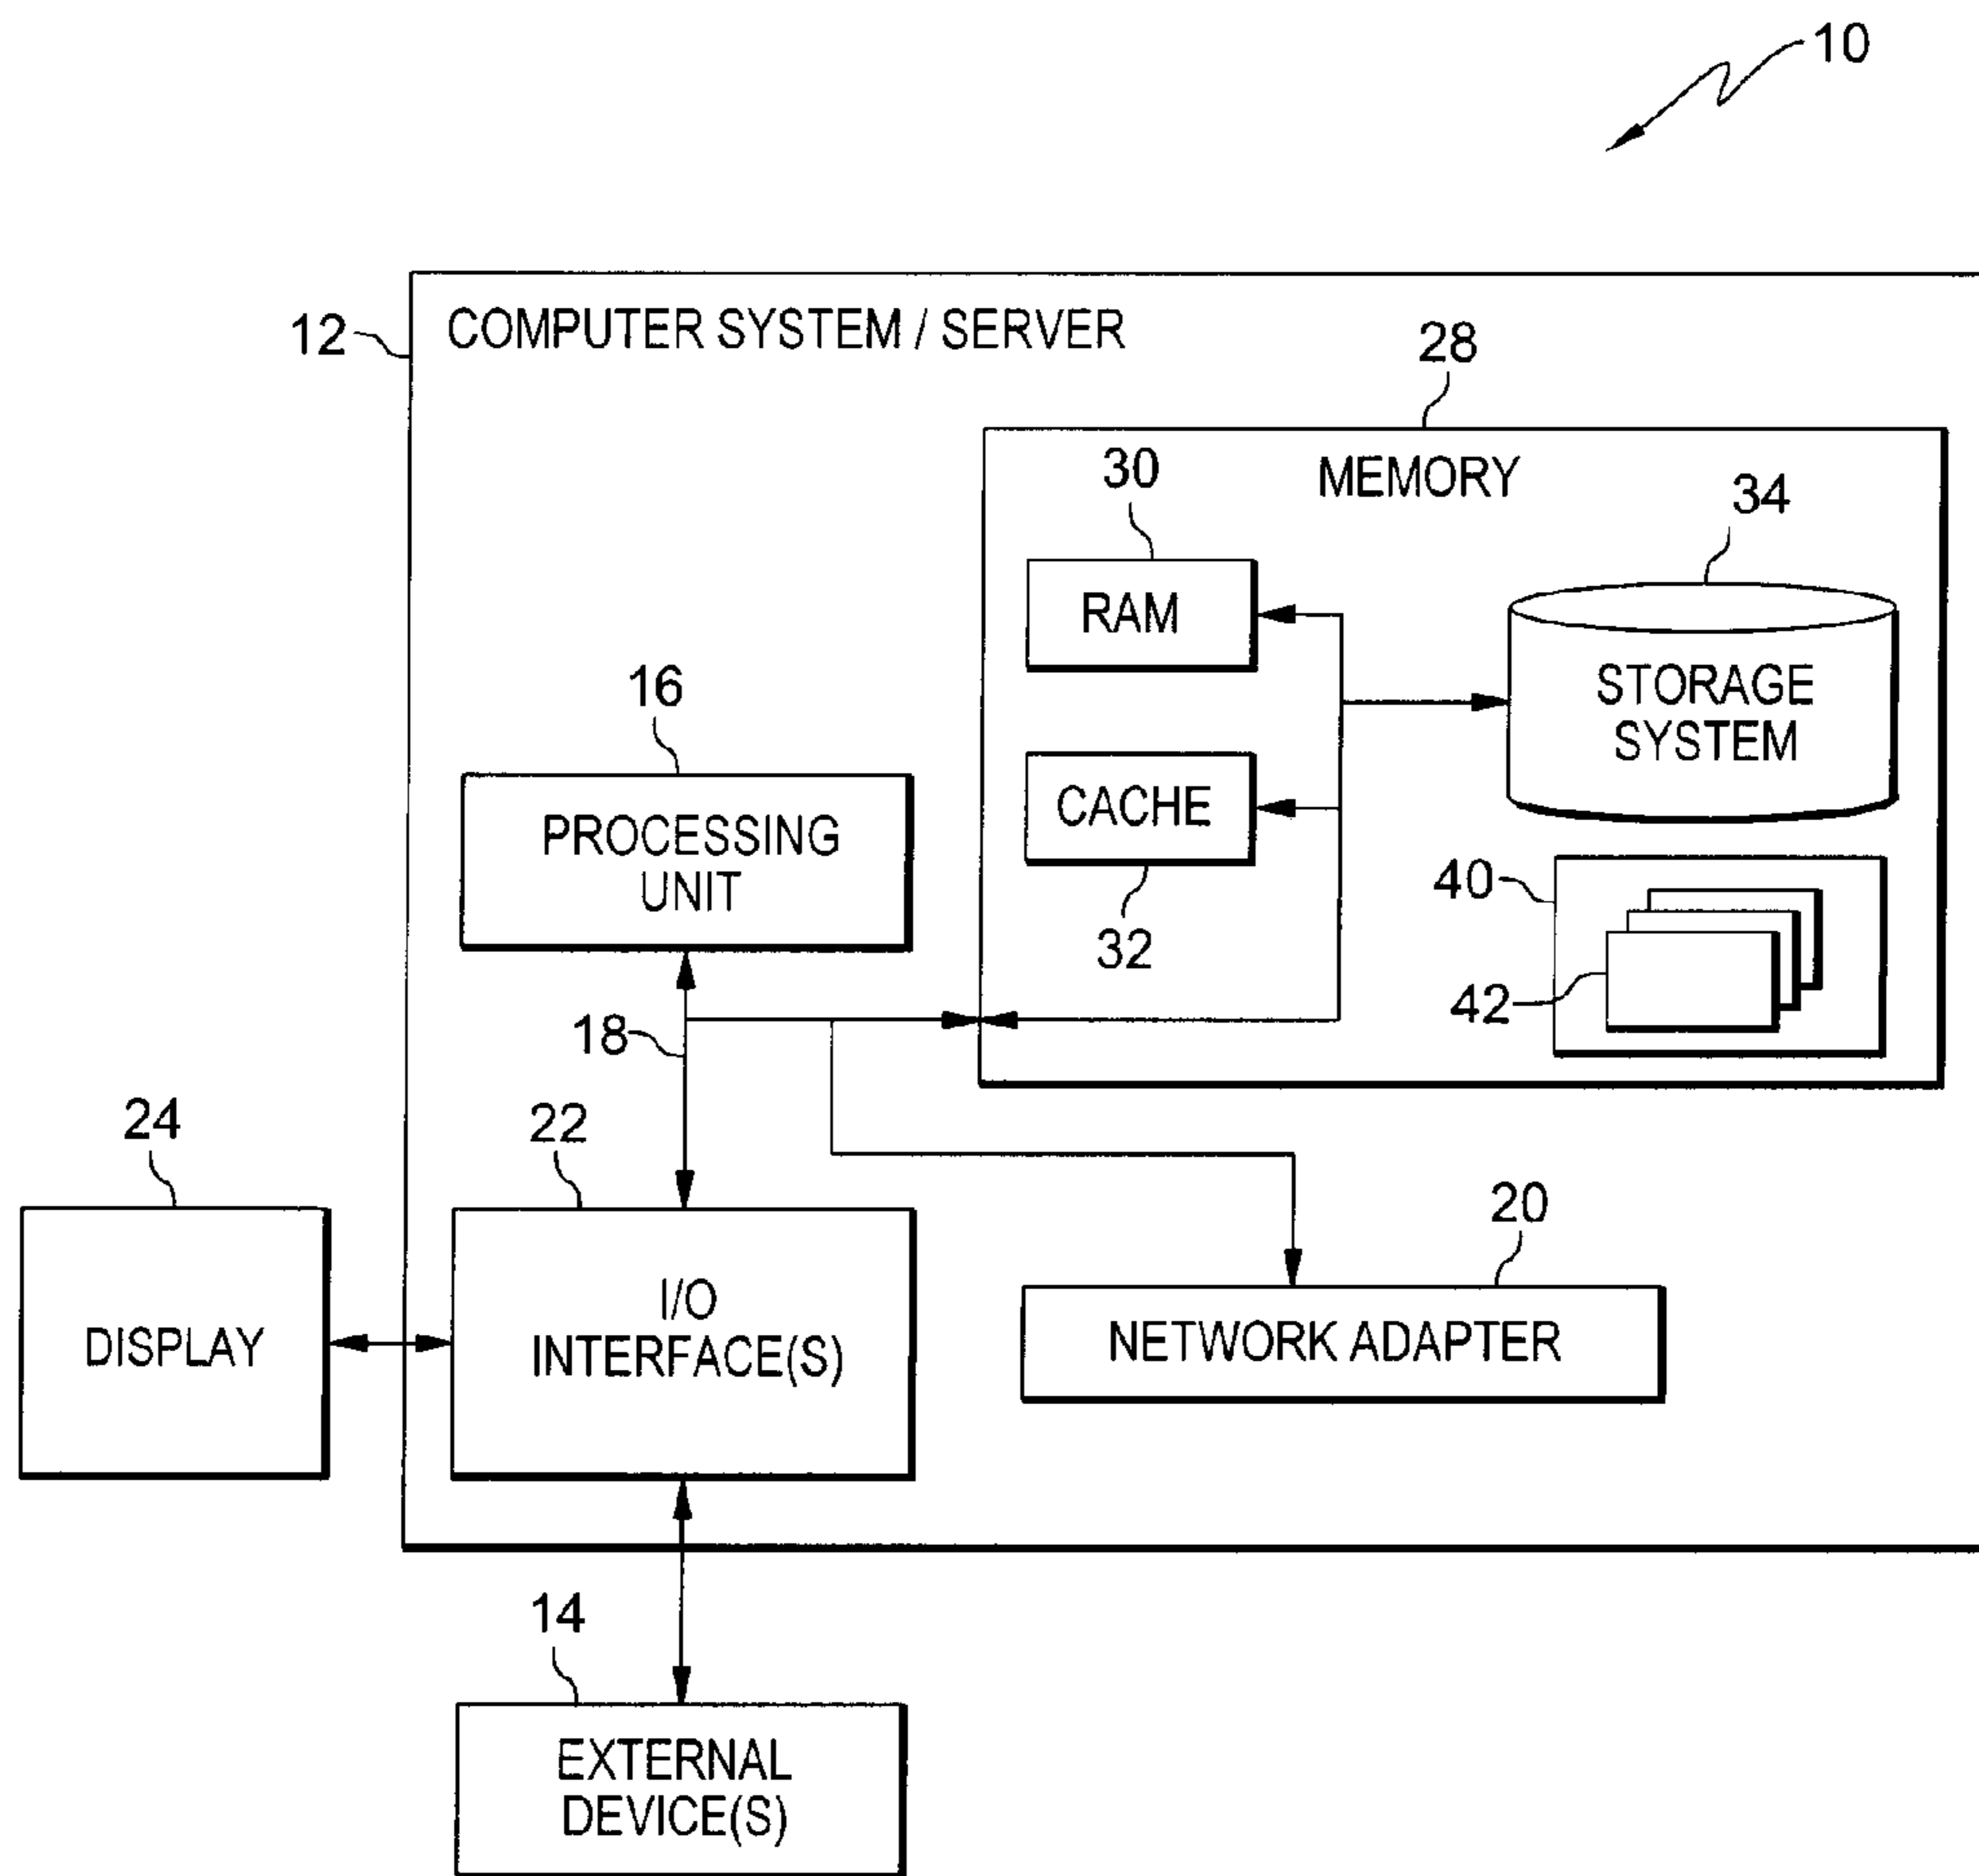 10
12
COMPUTER SYSTEM / SERVER
28
MEMORY
30
34
RAM
STORAGE
SYSTEM
16
CACHE
PROCESSING
UNIT
32
40
42
18
24
22
20
DISPLAY
I/O
INTERFACE(S)
NETWORK ADAPTER
14
EXTERNAL
DEVICE(S)